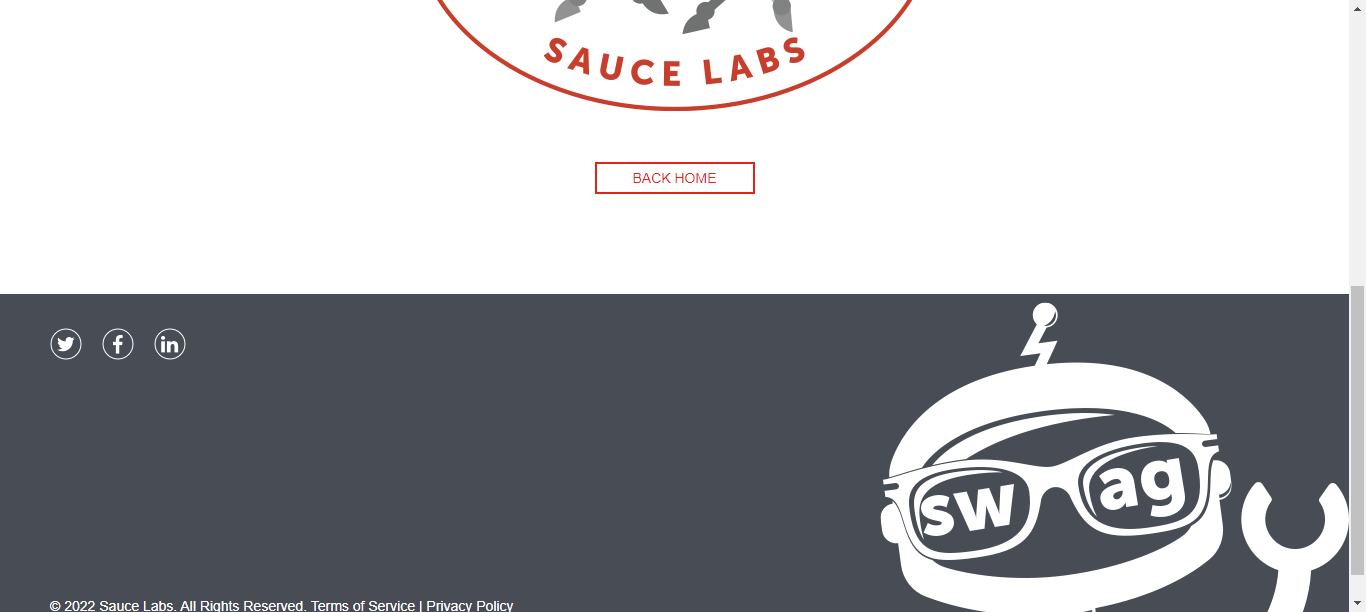 SAUCE LABS
BACK HOME
sw ag
© 2022 Sauce Labs. All Rights Reserved. Terms of Service | Privacy Policy